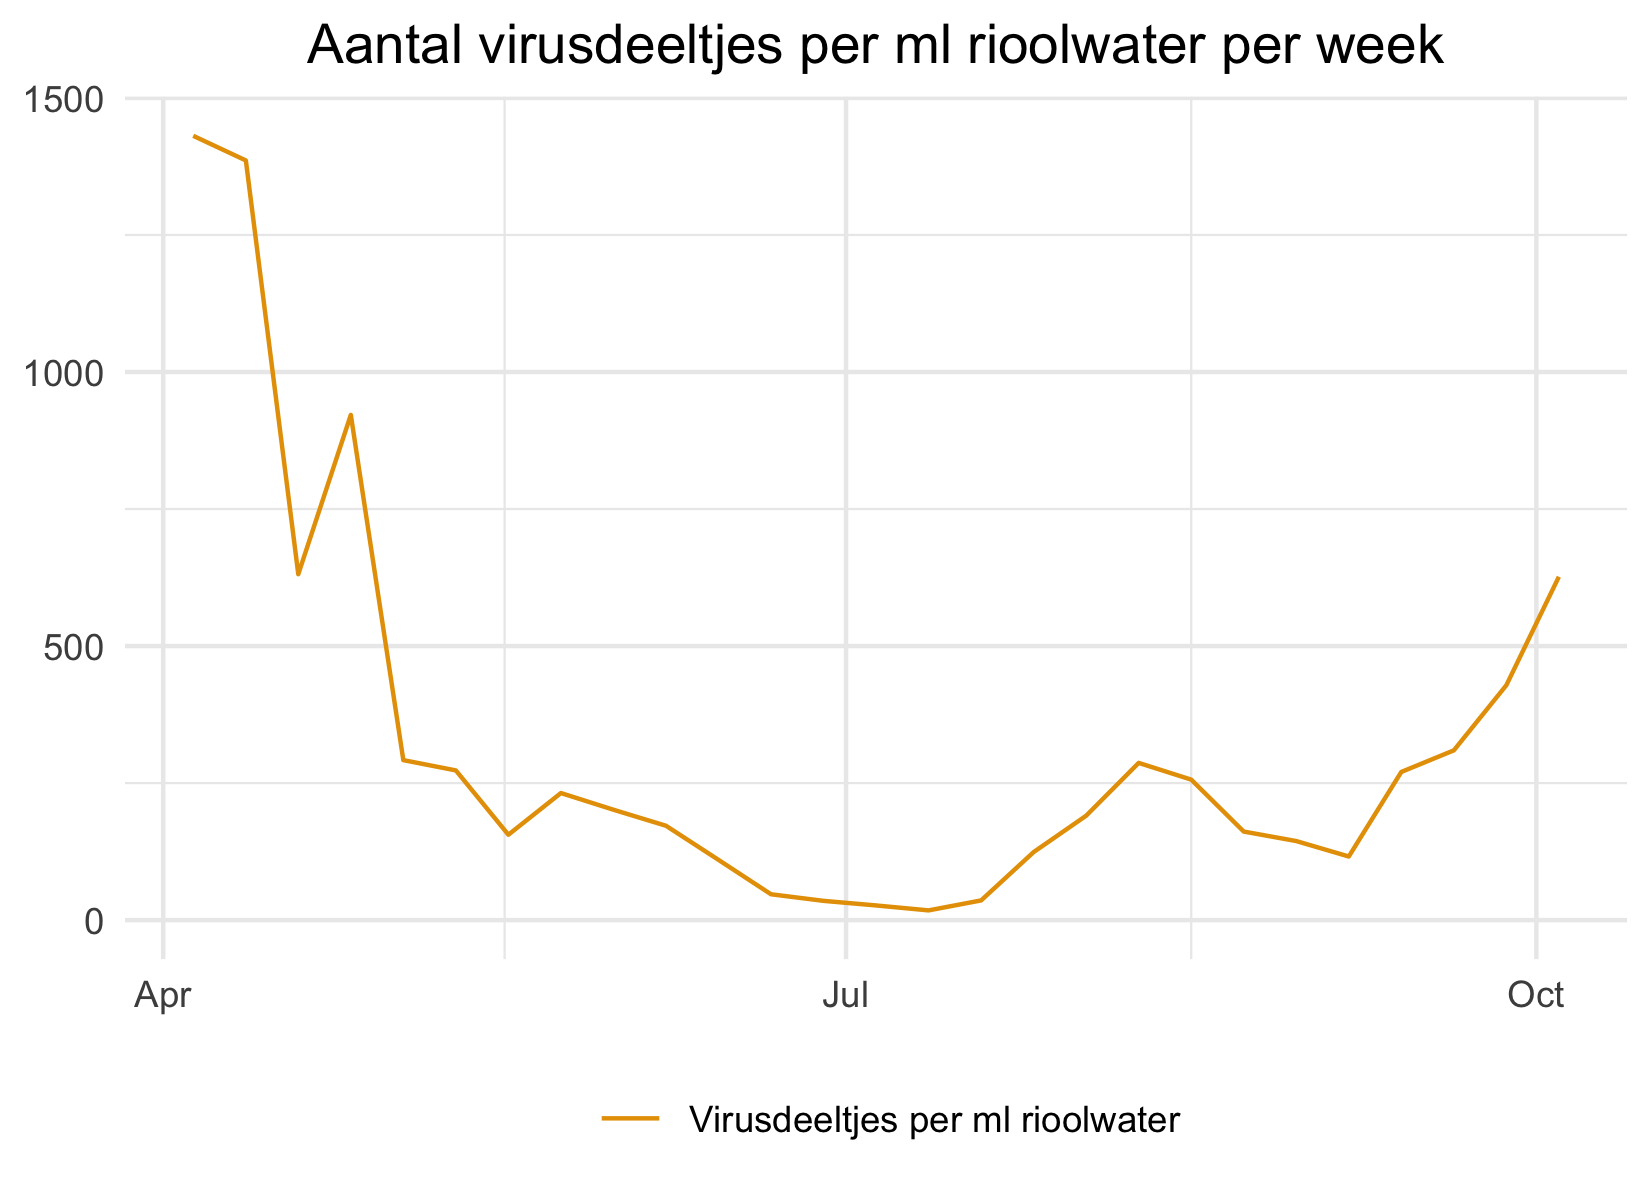 Aantal virusdeeltjes per ml rioolwater per week
1500
1000
500
0
Apr Jul Oct
Virusdeeltjes per ml rioolwater